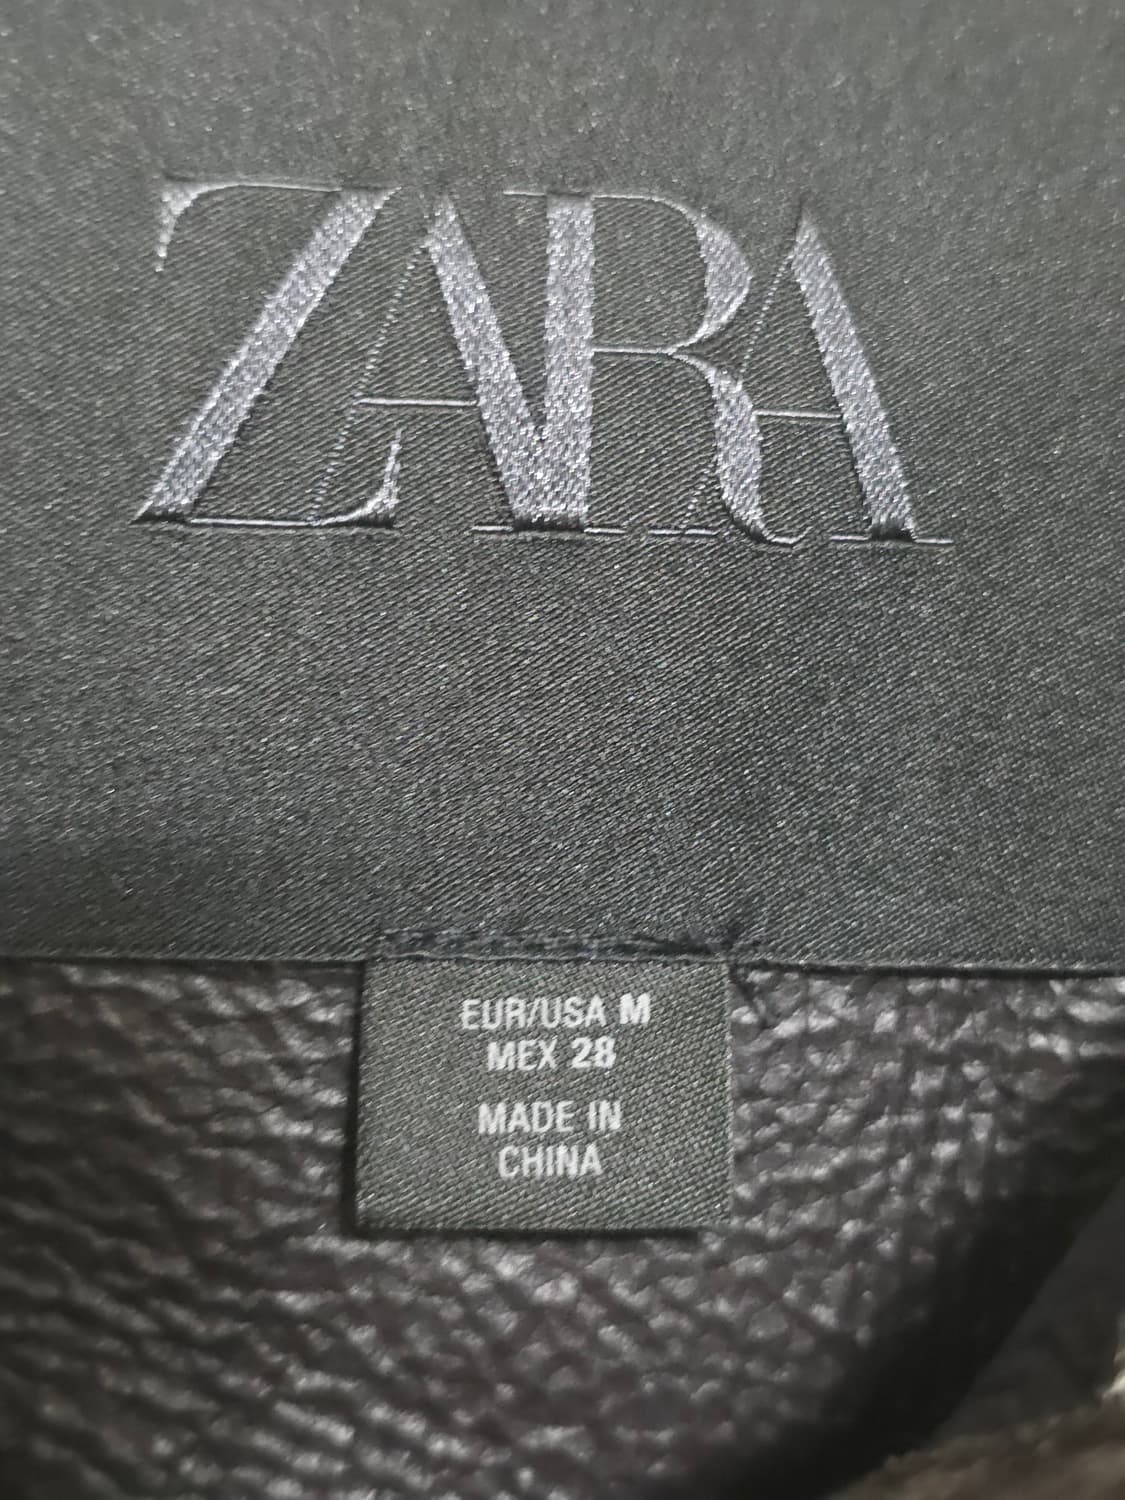 ZARA
EUR/USA M
MEX 28
MADE IN
CHINA